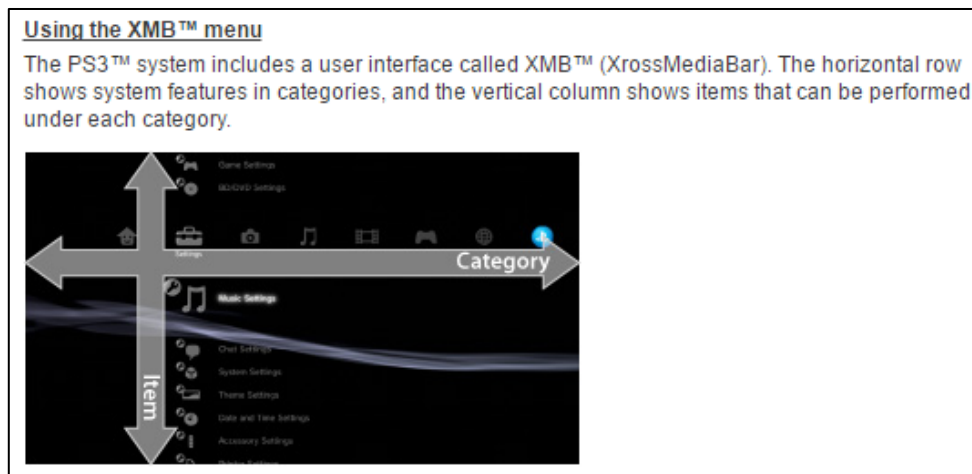 Using the XMB™ menu
The PS3™ system includes a user interface called XMB™ (XrossMediaBar). The horizontal row
shows system features in categories, and the vertical column shows items that can be performed
under each category.
Game Settings
BD/DVD Settings
Settings
Category
Music Settings
Chat Settings
System Settings
Theme Settings
Date and Time Settings
Accessory Settings
Printer Settings
Item